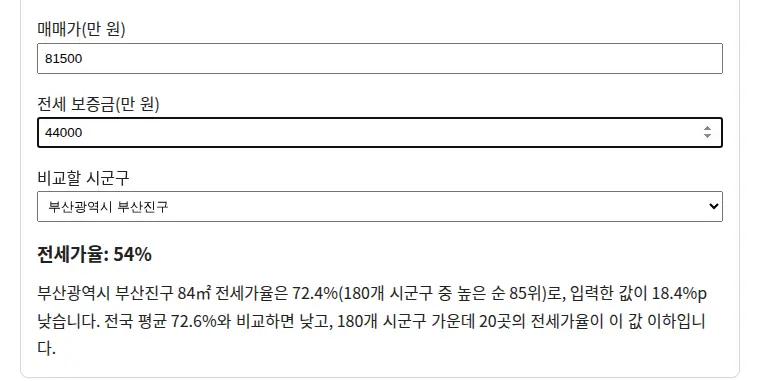 매매가(만 원)
81500
전세 보증금(만 원)
44000
비교할 시군구
부산광역시 부산진구
전세가율: 54%
부산광역시 부산진구 84㎡ 전세가율은 72.4%(180개 시군구 중 높은 순 85위)로, 입력한 값이 18.4%p
낮습니다. 전국 평균 72.6%와 비교하면 낮고, 180개 시군구 가운데 20곳의 전세가율이 이 값 이하입니
다.